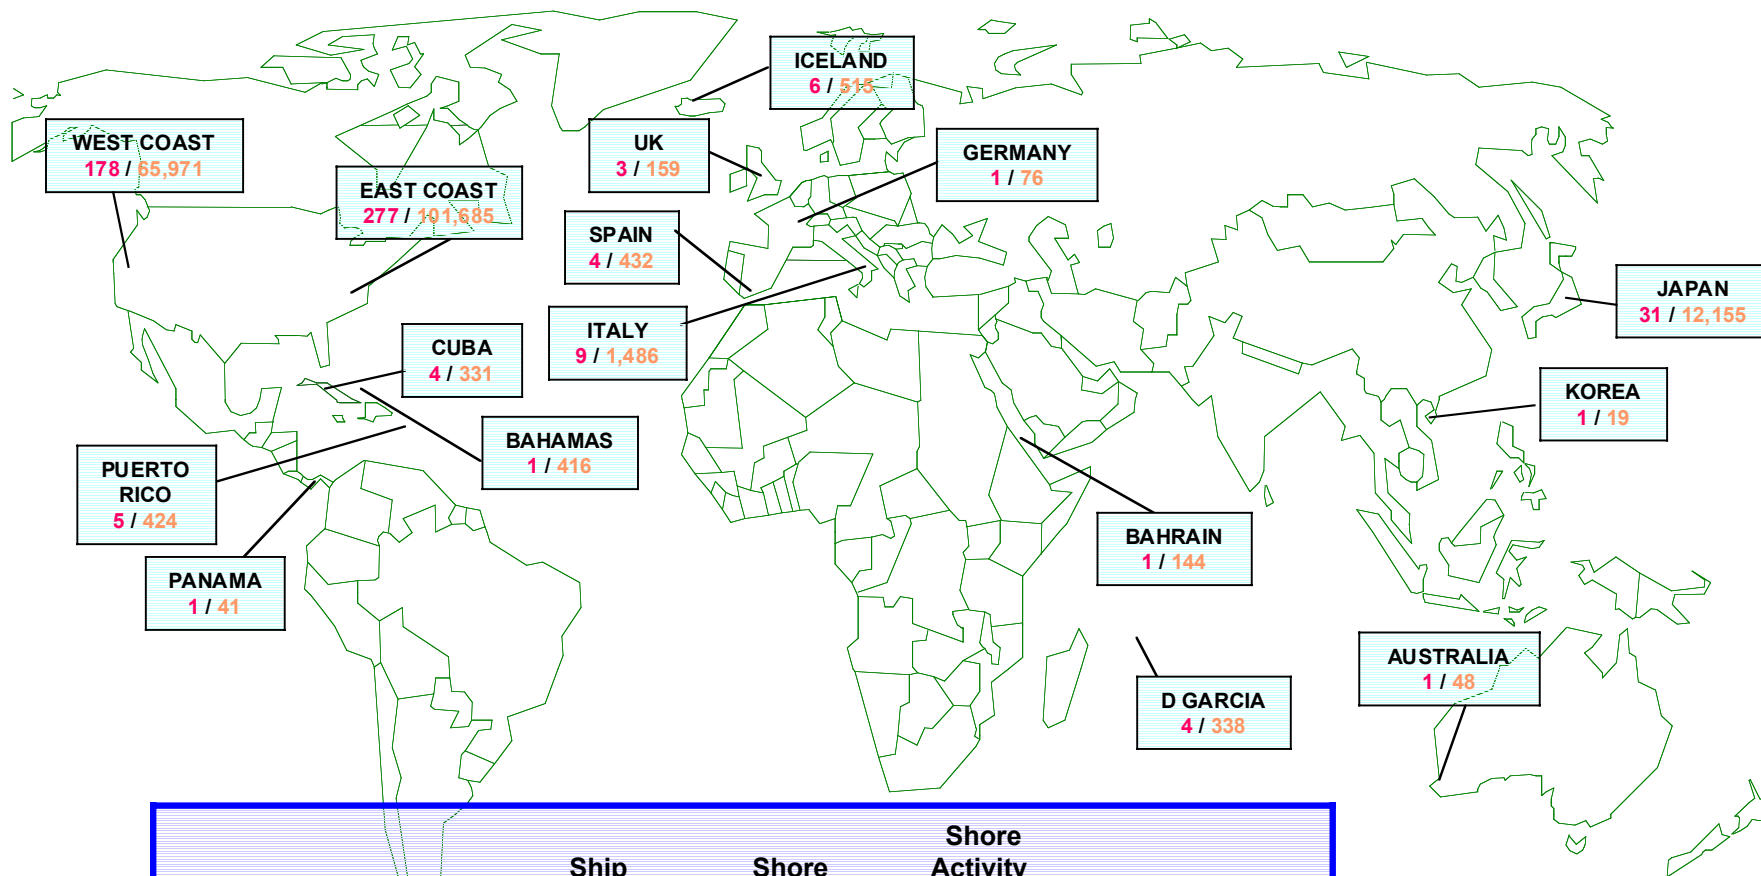 ICELAND
6 / 515
WEST COAST
178 / 65,971
UK
3 / 159
GERMANY
1 / 76
EAST COAST
277 / 101,685
SPAIN
4 / 432
JAPAN
31 / 12,155
ITALY
9 / 1,486
CUBA
4 / 331
KOREA
1 / 19
BAHAMAS
1 / 416
PUERTO
RICO
5 / 424
BAHRAIN
1 / 144
PANAMA
1 / 41
AUSTRALIA
1 / 48
D GARCIA
4 / 338
Shore
Ship Shore Activity